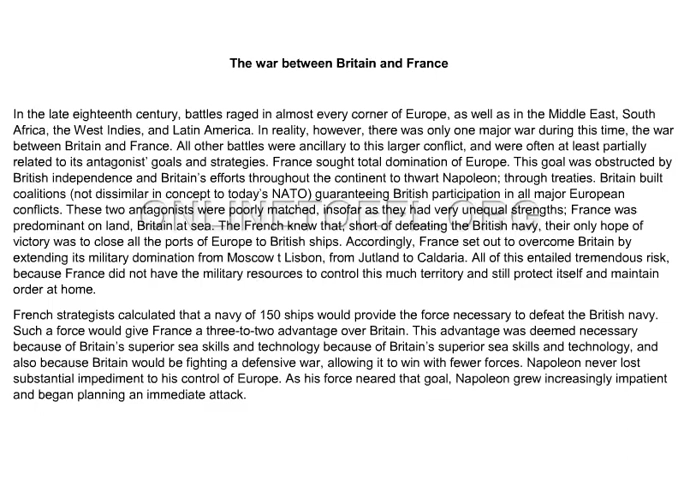 The war between Britain and France
In the late eighteenth century, battles raged in almost every corner of Europe, as well as in the Middle East, South
Africa, the West Indies, and Latin America. In reality, however, there was only one major war during this time, the war
between Britain and France. All other battles were ancillary to this larger conflict, and were often at least partially
related to its antagonist’ goals and strategies. France sought total domination of Europe. This goal was obstructed by
British independence and Britain’s efforts throughout the continent to thwart Napoleon; through treaties. Britain built
coalitions (not dissimilar in concept to today’s NATO) guaranteeing British participation in all major European
conflicts. These two antagonists were poorly matched, insofar as they had very unequal strengths; France was
predominant on land, Britain at sea. The French knew that, short of defeating the British navy, their only hope of
victory was to close all the ports of Europe to British ships. Accordingly, France set out to overcome Britain by
extending its military domination from Moscow t Lisbon, from Jutland to Caldaria. All of this entailed tremendous risk,
because France did not have the military resources to control this much territory and still protect itself and maintain
order at home.
French strategists calculated that a navy of 150 ships would provide the force necessary to defeat the British navy.
Such a force would give France a three-to-two advantage over Britain. This advantage was deemed necessary
because of Britain’s superior sea skills and technology because of Britain’s superior sea skills and technology, and
also because Britain would be fighting a defensive war, allowing it to win with fewer forces. Napoleon never lost
substantial impediment to his control of Europe. As his force neared that goal, Napoleon grew increasingly impatient
and began planning an immediate attack.
ONLINETOEFL.ORG